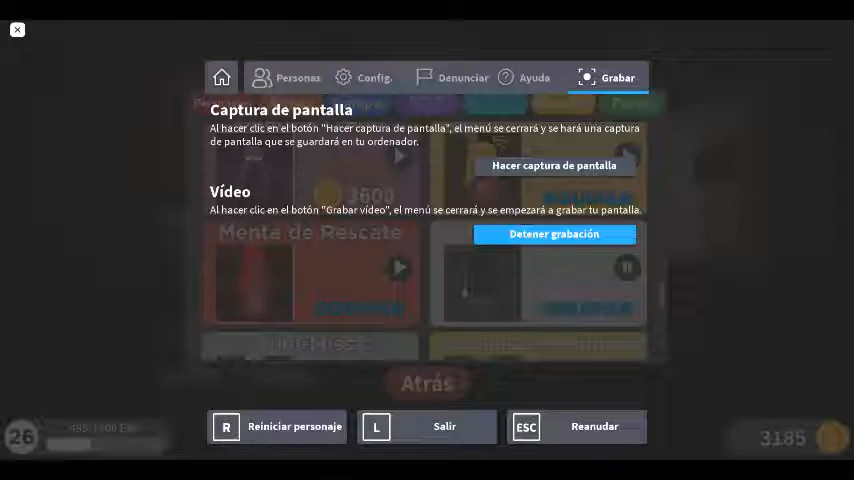 Personas
Config.
Denunciar
Ayuda
Grabar
Captura de pantalla
Al hacer clic en el botón "Hacer captura de pantalla", el menú se cerrará y se hará una captura
de pantalla que se guardará en tu ordenador.
Hacer captura de pantalla
3600
Vídeo
Al hacer clic en el botón "Grabar vídeo", el menú se cerrará y se empezará a grabar tu pantalla.
Menta de Rescate
Detener grabación
Atrás
R Reiniciar personaje
L Salir
ESC Reanudar
26
3185